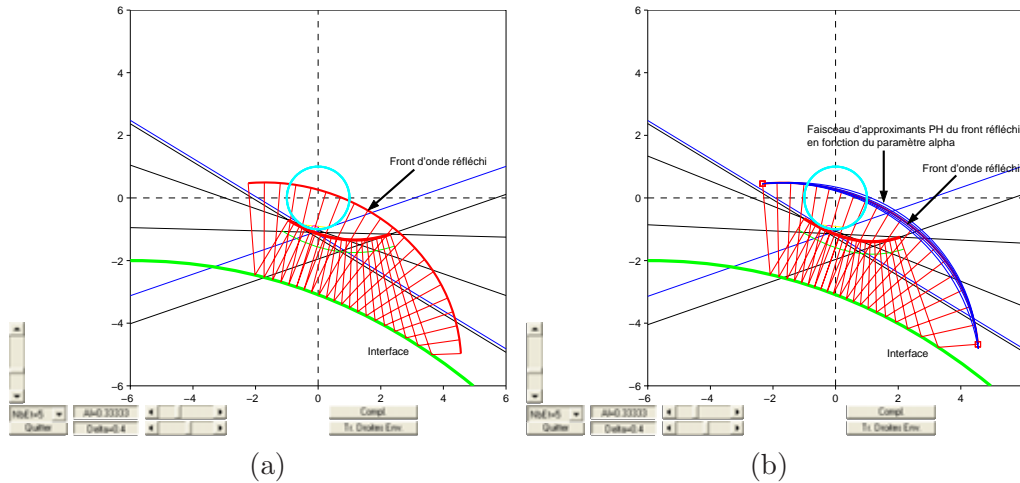 6
4
2
0
−2
−4
−6
−6
−4
−2
0
2
4
6
Front d'onde réfléchi
Interface
NbEt=5
Al=0.33333
Quitter
Delta=0.4
Compl.
Tr. Droites Env.
(a)
6
4
2
0
−2
−4
−6
−6
−4
−2
0
2
4
6
Faisceau d'approximants PH du front réfléchi
en fonction du paramètre alpha
Front d'onde réfléchi
Interface
NbEt=5
Al=0.33333
Quitter
Delta=0.4
Compl.
Tr. Droites Env.
(b)